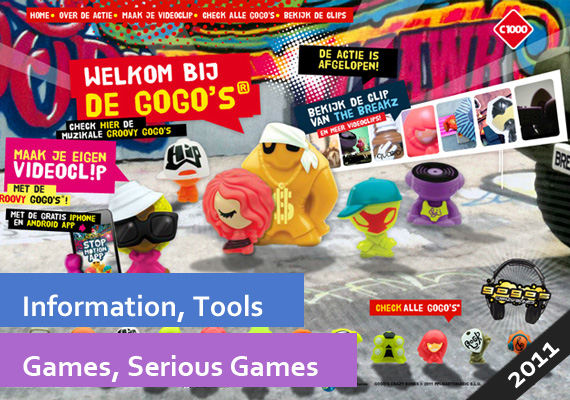 HOME • OVER DE ACTIE • MAAK JE VIDEOCLIP • CHECK ALLE GOGO'S • BEKIJK DE CLIPS
C1000
WELKOM BIJ
DE GOGO'S®
DE ACTIE IS
AFGELOPEN!
CHECK HIER DE
MUZIKALE GROOVY GOGO'S
BEKIJK DE CLIP
VAN THE BREAKZ
EN MEER VIDEOCLIPS!
MAAK JE EIGEN
VIDEOCL!P
MET DE
ROOVY GOGO'S*!
MET DE GRATIS IPHONE
EN ANDROID APP
STOP
MOTION
APP
HIP
BRE
Information, Tools
CHECK ALLE GOGO'S*
Games, Serious Games
2011